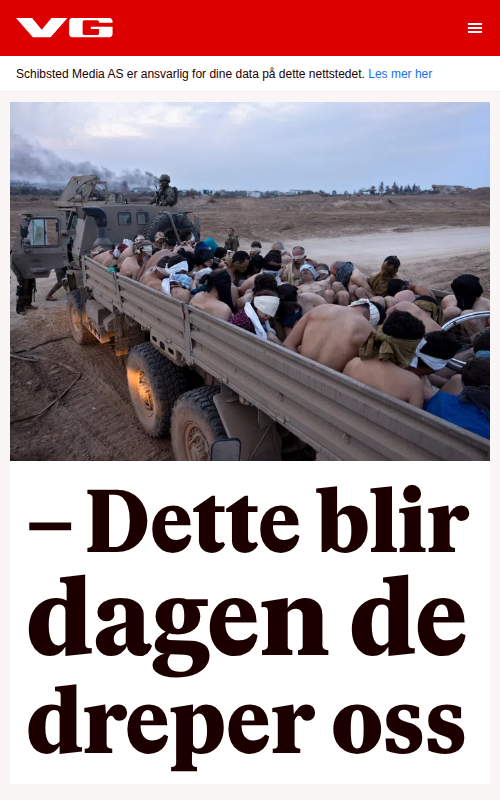 VG
Schibsted Media AS er ansvarlig for dine data på dette nettstedet. Les mer her
– Dette blir
dagen de
dreper oss